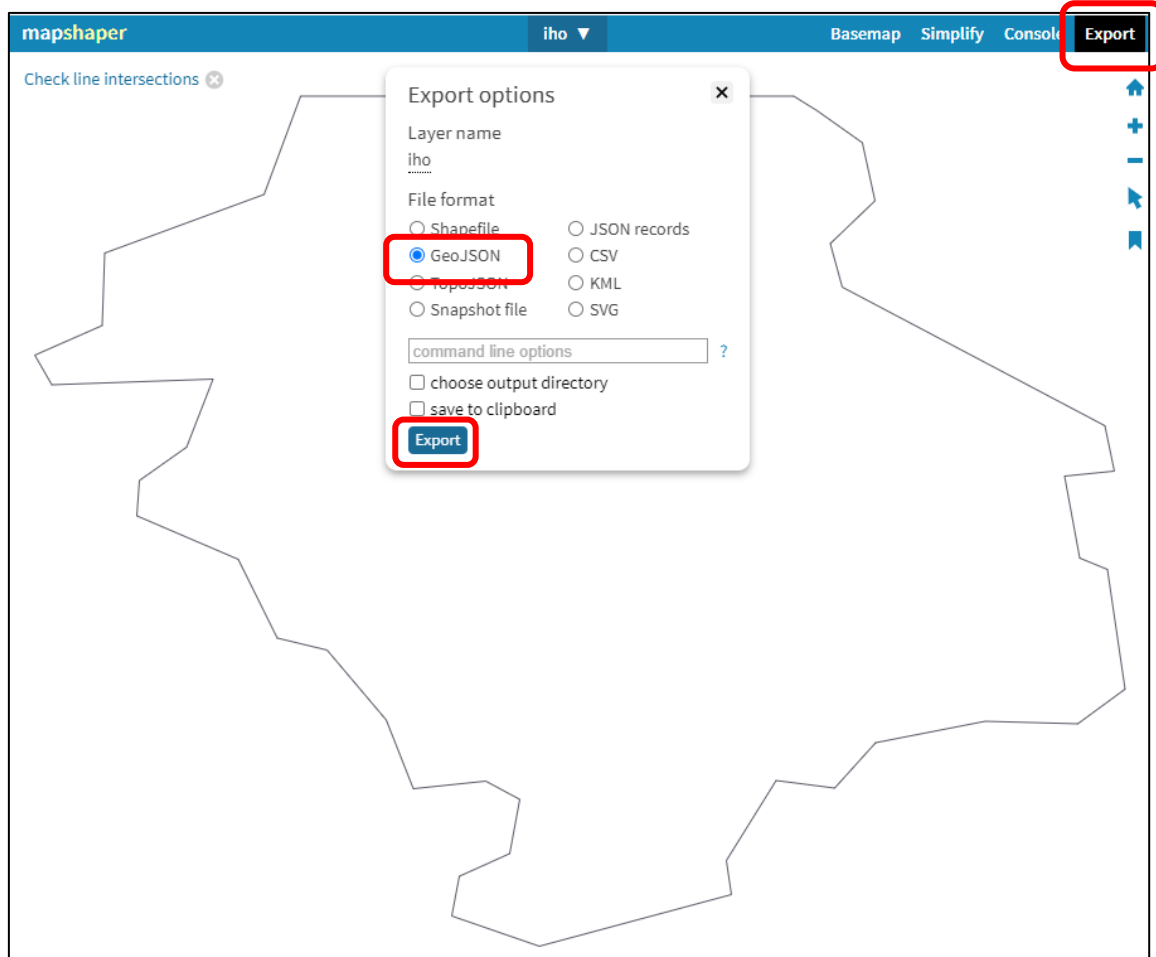 mapshaper iho ▼ Basemap Simplify Console Export
Check line intersections
Export options
Layer name
iho
File format
Shapefile JSON records
GeoJSON CSV
TopoJSON KML
Snapshot file SVG
command line options ?
choose output directory
save to clipboard
Export